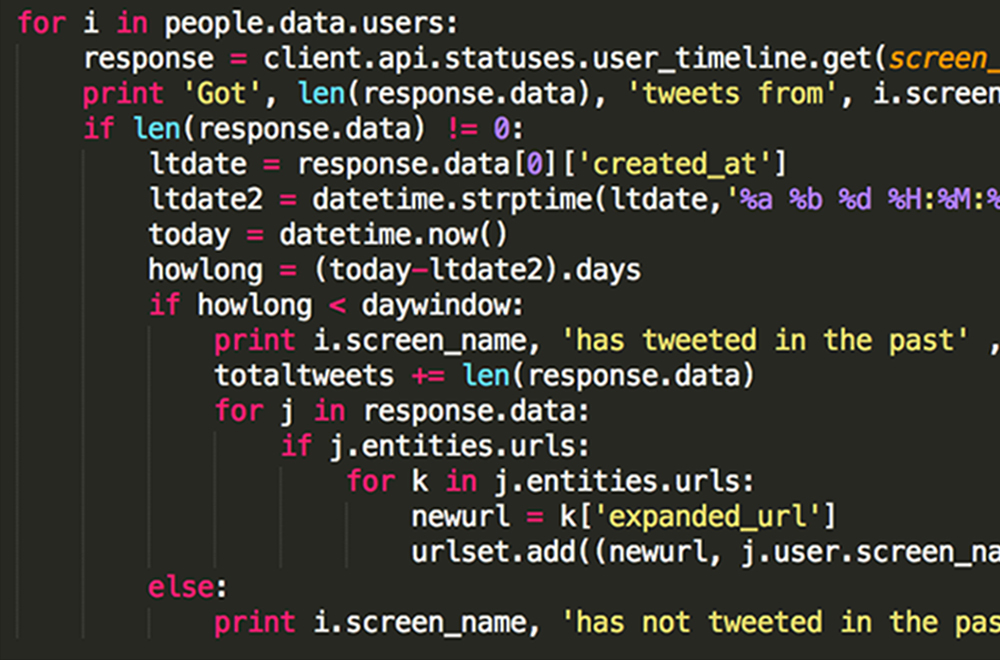 for i in people.data.users:
response = client.api.statuses.user_timeline.get(screen_
print 'Got', len(response.data), 'tweets from', i.screen
if len(response.data) != 0:
ltdate = response.data[0]['created_at']
ltdate2 = datetime.strptime(ltdate,'%a %b %d %H:%M:%
today = datetime.now()
howlong = (today-ltdate2).days
if howlong < daywindow:
print i.screen_name, 'has tweeted in the past' ,
totaltweets += len(response.data)
for j in response.data:
if j.entities.urls:
for k in j.entities.urls:
newurl = k['expanded_url']
urlset.add((newurl, j.user.screen_na
else:
print i.screen_name, 'has not tweeted in the pas